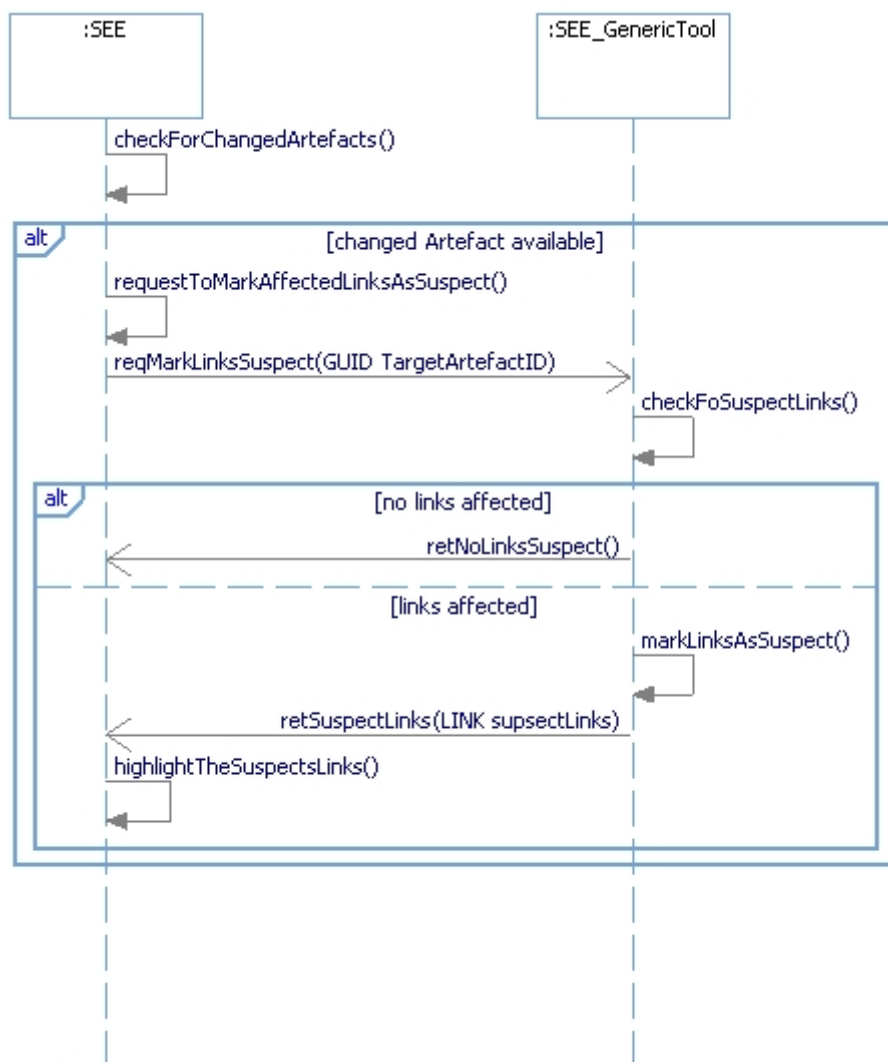 :SEE
:SEE_GenericTool
checkForChangedArtefacts()
alt
[changed Artefact available]
requestToMarkAffectedLinksAsSuspect()
reqMarkLinksSuspect(GUID TargetArtefactID)
checkFoSuspectLinks()
alt
[no links affected]
retNoLinksSuspect()
[links affected]
markLinksAsSuspect()
retSuspectLinks(LINK supsectLinks)
highlightTheSuspectsLinks()